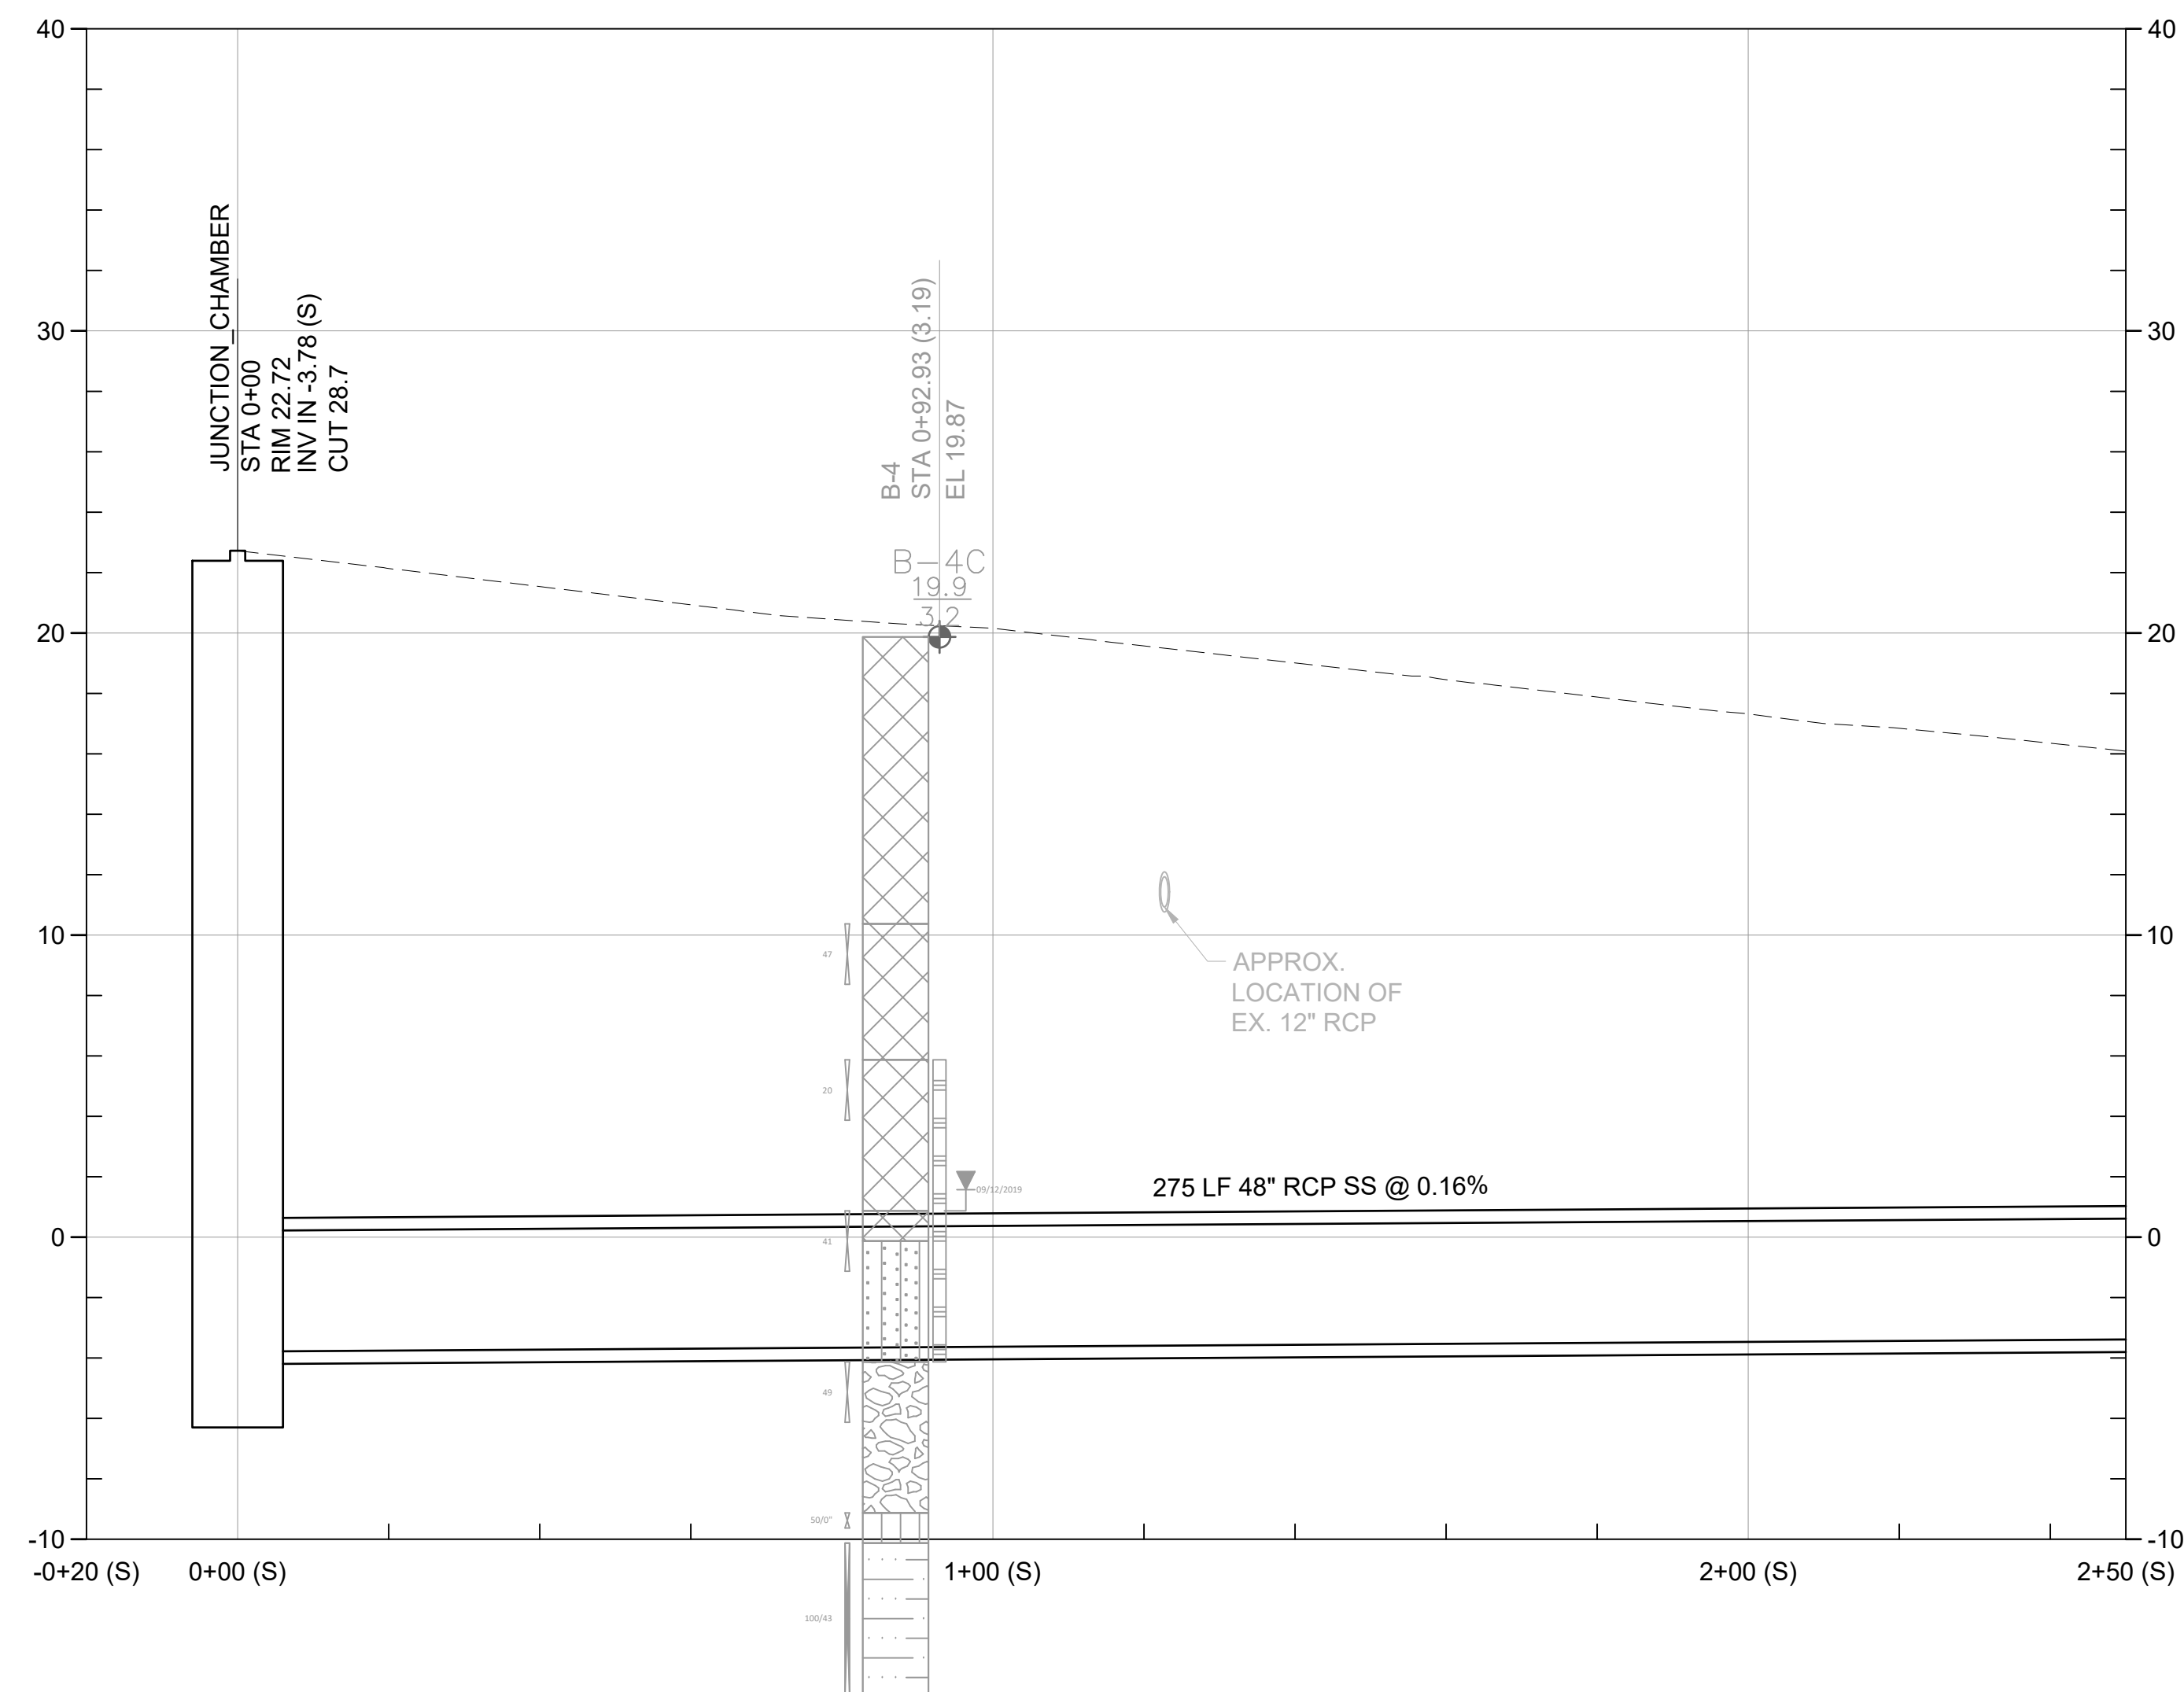 40
40
30
30
20
20
10
10
0
0
-10
-10
-0+20 (S)
0+00 (S)
1+00 (S)
2+00 (S)
2+50 (S)
JUNCTION_CHAMBER
STA 0+00
RIM 22.72
INV IN -3.78 (S)
CUT 28.7
B-4
STA 0+92.93 (3.19)
EL 19.87
B-4C
19.9
3.2
47
20
41
49
50/0"
100/43
09/12/2019
APPROX.
LOCATION OF
EX. 12" RCP
275 LF 48" RCP SS @ 0.16%